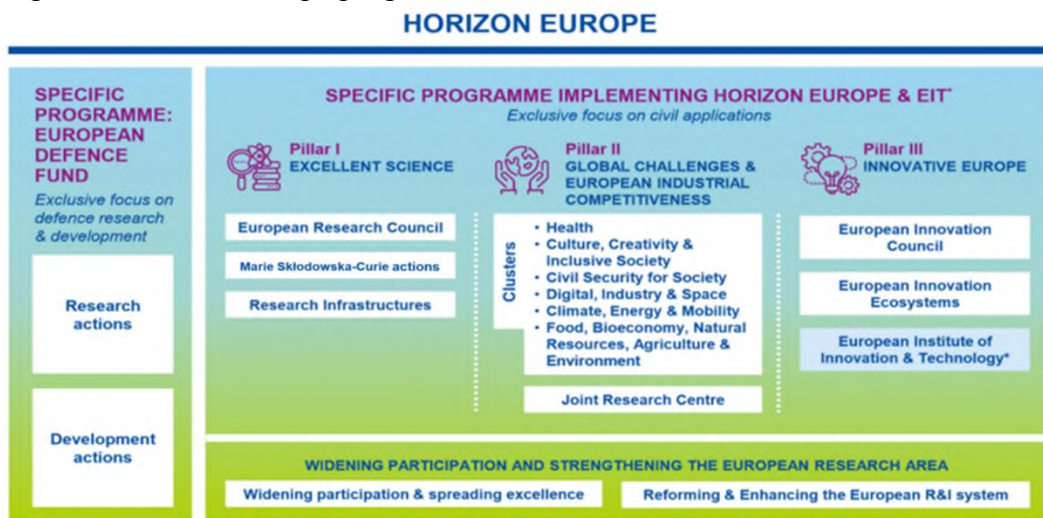 HORIZON EUROPE
SPECIFIC
PROGRAMME:
EUROPEAN
DEFENCE
FUND
Exclusive focus on
defence research
& development
Research
actions
Development
actions
SPECIFIC PROGRAMME IMPLEMENTING HORIZON EUROPE & EIT*
Exclusive focus on civil applications
Pillar I
EXCELLENT SCIENCE
European Research Council
Marie Skłodowska-Curie actions
Research Infrastructures
Pillar II
GLOBAL CHALLENGES &
EUROPEAN INDUSTRIAL
COMPETITIVENESS
Clusters
• Health
• Culture, Creativity &
Inclusive Society
• Civil Security for Society
• Digital, Industry & Space
• Climate, Energy & Mobility
• Food, Bioeconomy, Natural
Resources, Agriculture &
Environment
Joint Research Centre
Pillar III
INNOVATIVE EUROPE
European Innovation
Council
European Innovation
Ecosystems
European Institute of
Innovation & Technology*
WIDENING PARTICIPATION AND STRENGTHENING THE EUROPEAN RESEARCH AREA
Widening participation & spreading excellence
Reforming & Enhancing the European R&I system